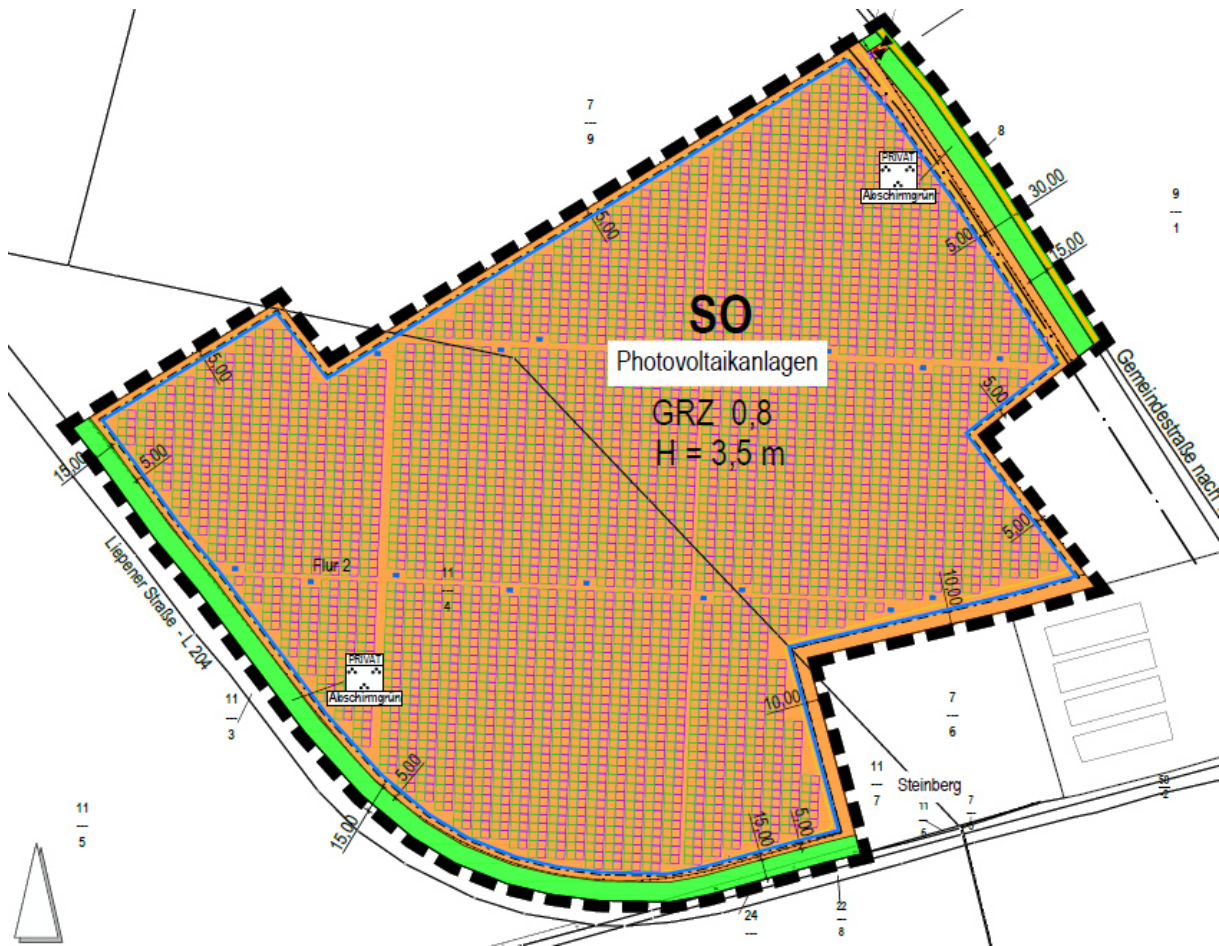 7
9
8
PRIVAT
Abschirmgrün
30,00
9
1
5,00
5,00
15,00
SO
Photovoltaikanlagen
GRZ 0,8
H = 3,5 m
5,00
5,00
Gemeindestraße nach
15,00
5,00
5,00
Flur 2
11
4
10,00
Liepener Straße - L 204
PRIVAT
Abschirmgrün
11
3
10,00
7
6
11
7
Steinberg
5,00
15,00
11
5
15,00
5,00
24
22
8